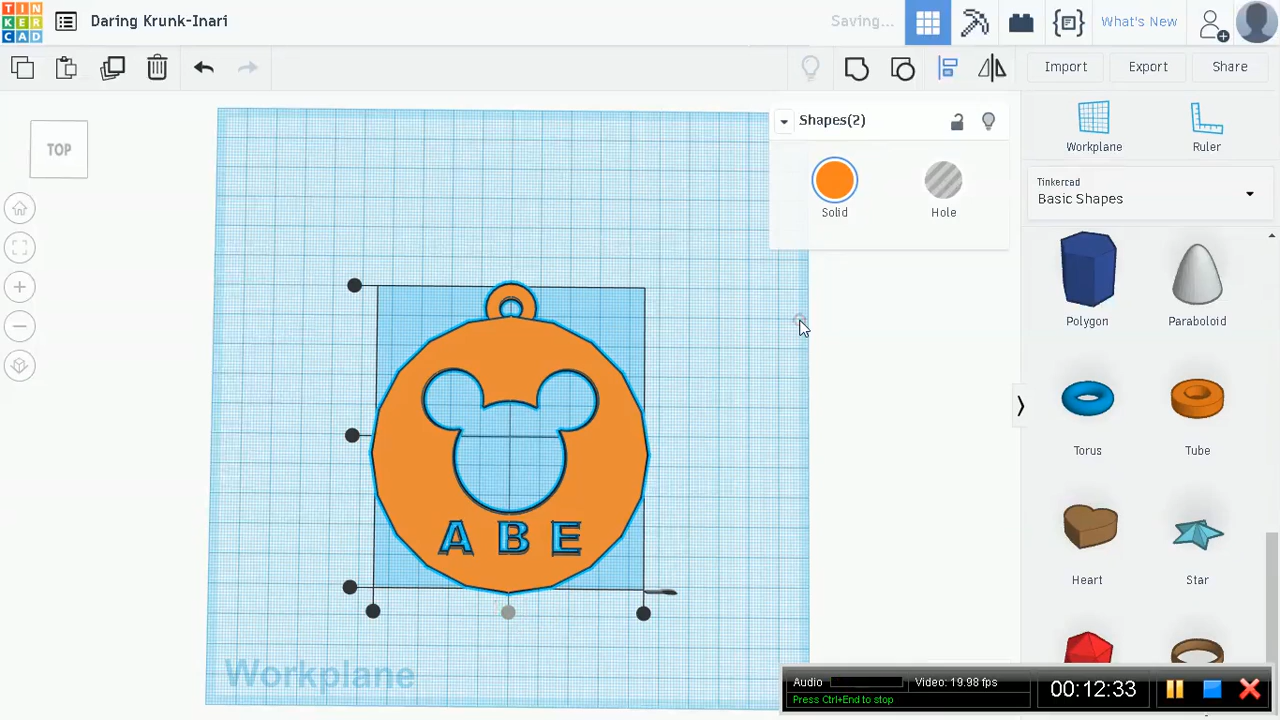 TIN
KER
CAD
Daring Krunk-Inari
Saving...
What's New
Import
Export
Share
TOP
Shapes(2)
Solid
Hole
Workplane
Ruler
Tinkercad
Basic Shapes
Polygon
Paraboloid
Torus
Tube
Heart
Star
A B E
Workplane
Audio
Video: 19.98 fps
Press Ctrl+End to stop
00:12:33